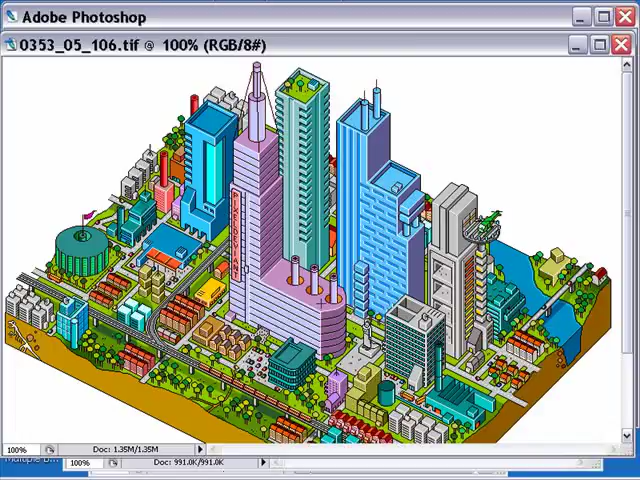 Adobe Photoshop
0353_05_106.tif @ 100% (RGB/8#)
PIXELDEVIANT
100%
Doc: 1.35M/1.35M
100%
Doc: 991.0K/991.0K